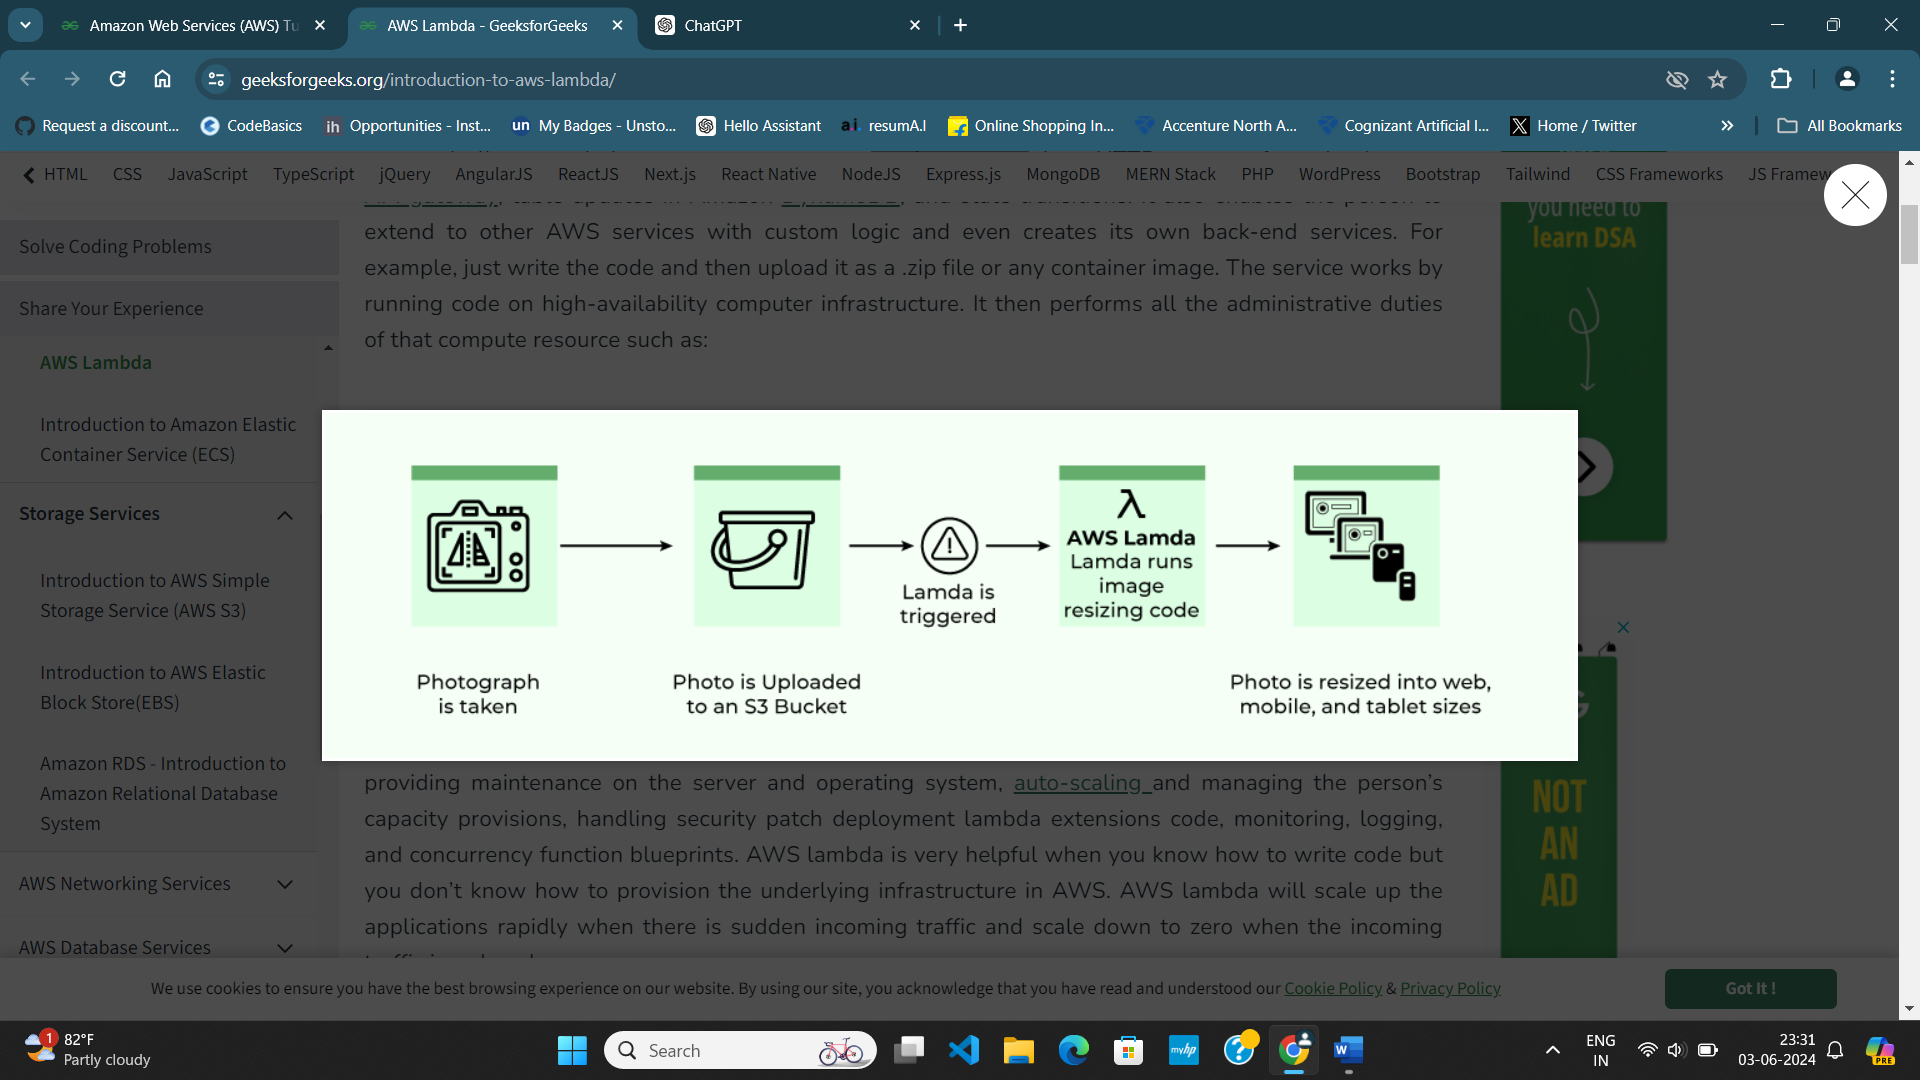 Amazon Web Services (AWS) Tu
AWS Lambda - GeeksforGeeks
ChatGPT
geeksforgeeks.org/introduction-to-aws-lambda/
Request a discount...
CodeBasics
ih
Opportunities - Inst...
un
My Badges - Unsto...
Hello Assistant
ai.
resumA.I
Online Shopping In...
Accenture North A...
Cognizant Artificial I...
Home / Twitter
All Bookmarks
HTML CSS JavaScript TypeScript jQuery AngularJS ReactJS Next.js React Native NodeJS Express.js MongoDB MERN Stack PHP WordPress Bootstrap Tailwind CSS Frameworks JS Framew
Solve Coding Problems
Share Your Experience
AWS Lambda
Introduction to Amazon Elastic
Container Service (ECS)
Storage Services
Introduction to AWS Simple
Storage Service (AWS S3)
Introduction to AWS Elastic
Block Store(EBS)
Amazon RDS - Introduction to
Amazon Relational Database
System
AWS Networking Services
AWS Database Services
extend to other AWS services with custom logic and even creates its own back-end services. For
example, just write the code and then upload it as a .zip file or any container image. The service works by
running code on high-availability computer infrastructure. It then performs all the administrative duties
of that compute resource such as:
λ
AWS Lamda
Lamda runs
image
resizing code
Lamda is
triggered
Photograph
is taken
Photo is Uploaded
to an S3 Bucket
Photo is resized into web,
mobile, and tablet sizes
providing maintenance on the server and operating system, auto-scaling and managing the person's
capacity provisions, handling security patch deployment lambda extensions code, monitoring, logging,
and concurrency function blueprints. AWS lambda is very helpful when you know how to write code but
you don't know how to provision the underlying infrastructure in AWS. AWS lambda will scale up the
applications rapidly when there is sudden incoming traffic and scale down to zero when the incoming
you need to
learn DSA
NOT
AN
AD
We use cookies to ensure you have the best browsing experience on our website. By using our site, you acknowledge that you have read and understood our Cookie Policy & Privacy Policy
Got It !
1
82°F
Partly cloudy
Search
myhp
W
PRE
ENG
IN
23:31
03-06-2024